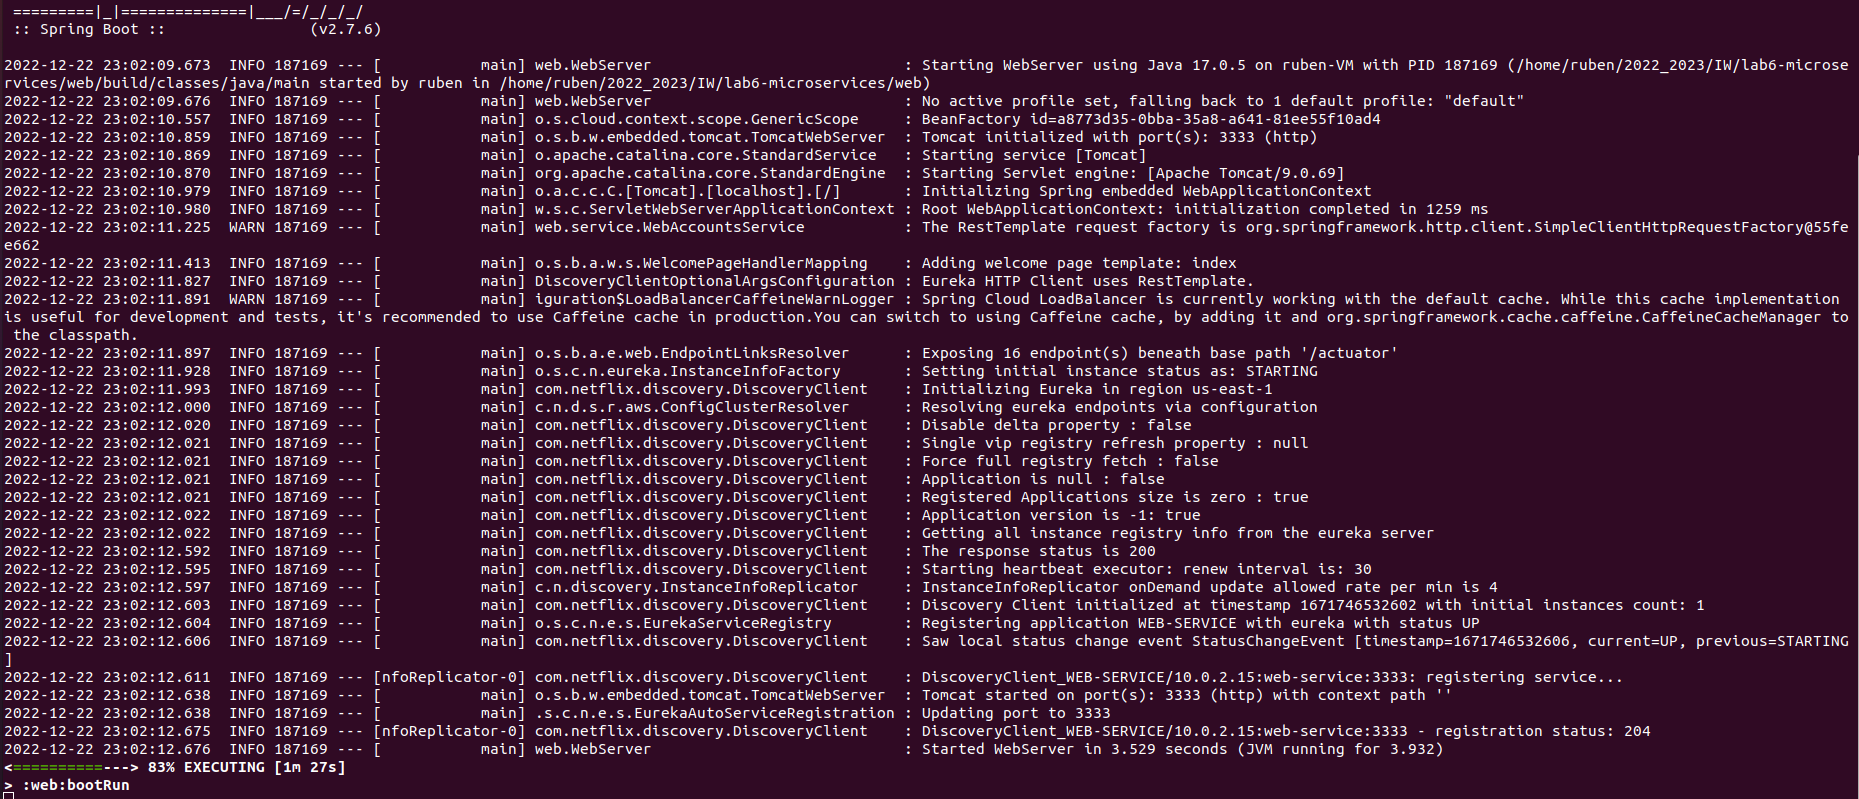 =========|_|==============|___/=/_/_/_/
:: Spring Boot ::                (v2.7.6)
2022-12-22 23:02:09.673  INFO 187169 --- [           main] web.WebServer                            : Starting WebServer using Java 17.0.5 on ruben-VM with PID 187169 (/home/ruben/2022_2023/IW/lab6-microse
rvices/web/build/classes/java/main started by ruben in /home/ruben/2022_2023/IW/lab6-microservices/web)
2022-12-22 23:02:09.676  INFO 187169 --- [           main] web.WebServer                            : No active profile set, falling back to 1 default profile: "default"
2022-12-22 23:02:10.557  INFO 187169 --- [           main] o.s.cloud.context.scope.GenericScope     : BeanFactory id=a8773d35-0bba-35a8-a641-81ee55f10ad4
2022-12-22 23:02:10.859  INFO 187169 --- [           main] o.s.b.w.embedded.tomcat.TomcatWebServer  : Tomcat initialized with port(s): 3333 (http)
2022-12-22 23:02:10.869  INFO 187169 --- [           main] o.apache.catalina.core.StandardService   : Starting service [Tomcat]
2022-12-22 23:02:10.870  INFO 187169 --- [           main] org.apache.catalina.core.StandardEngine  : Starting Servlet engine: [Apache Tomcat/9.0.69]
2022-12-22 23:02:10.979  INFO 187169 --- [           main] o.a.c.c.C.[Tomcat].[localhost].[/]       : Initializing Spring embedded WebApplicationContext
2022-12-22 23:02:10.980  INFO 187169 --- [           main] w.s.c.ServletWebServerApplicationContext : Root WebApplicationContext: initialization completed in 1259 ms
2022-12-22 23:02:11.225  WARN 187169 --- [           main] web.service.WebAccountsService           : The RestTemplate request factory is org.springframework.http.client.SimpleClientHttpRequestFactory@55fe
e662
2022-12-22 23:02:11.413  INFO 187169 --- [           main] o.s.b.a.w.s.WelcomePageHandlerMapping    : Adding welcome page template: index
2022-12-22 23:02:11.827  INFO 187169 --- [           main] DiscoveryClientOptionalArgsConfiguration : Eureka HTTP Client uses RestTemplate.
2022-12-22 23:02:11.891  WARN 187169 --- [           main] iguration$LoadBalancerCaffeineWarnLogger : Spring Cloud LoadBalancer is currently working with the default cache. While this cache implementation
is useful for development and tests, it's recommended to use Caffeine cache in production.You can switch to using Caffeine cache, by adding it and org.springframework.cache.caffeine.CaffeineCacheManager to
the classpath.
2022-12-22 23:02:11.897  INFO 187169 --- [           main] o.s.b.a.e.web.EndpointLinksResolver      : Exposing 16 endpoint(s) beneath base path '/actuator'
2022-12-22 23:02:11.928  INFO 187169 --- [           main] o.s.c.n.eureka.InstanceInfoFactory       : Setting initial instance status as: STARTING
2022-12-22 23:02:11.993  INFO 187169 --- [           main] com.netflix.discovery.DiscoveryClient    : Initializing Eureka in region us-east-1
2022-12-22 23:02:12.000  INFO 187169 --- [           main] c.n.d.s.r.aws.ConfigClusterResolver      : Resolving eureka endpoints via configuration
2022-12-22 23:02:12.020  INFO 187169 --- [           main] com.netflix.discovery.DiscoveryClient    : Disable delta property : false
2022-12-22 23:02:12.021  INFO 187169 --- [           main] com.netflix.discovery.DiscoveryClient    : Single vip registry refresh property : null
2022-12-22 23:02:12.021  INFO 187169 --- [           main] com.netflix.discovery.DiscoveryClient    : Force full registry fetch : false
2022-12-22 23:02:12.021  INFO 187169 --- [           main] com.netflix.discovery.DiscoveryClient    : Application is null : false
2022-12-22 23:02:12.021  INFO 187169 --- [           main] com.netflix.discovery.DiscoveryClient    : Registered Applications size is zero : true
2022-12-22 23:02:12.022  INFO 187169 --- [           main] com.netflix.discovery.DiscoveryClient    : Application version is -1: true
2022-12-22 23:02:12.022  INFO 187169 --- [           main] com.netflix.discovery.DiscoveryClient    : Getting all instance registry info from the eureka server
2022-12-22 23:02:12.592  INFO 187169 --- [           main] com.netflix.discovery.DiscoveryClient    : The response status is 200
2022-12-22 23:02:12.595  INFO 187169 --- [           main] com.netflix.discovery.DiscoveryClient    : Starting heartbeat executor: renew interval is: 30
2022-12-22 23:02:12.597  INFO 187169 --- [           main] c.n.discovery.InstanceInfoReplicator     : InstanceInfoReplicator onDemand update allowed rate per min is 4
2022-12-22 23:02:12.603  INFO 187169 --- [           main] com.netflix.discovery.DiscoveryClient    : Discovery Client initialized at timestamp 1671746532602 with initial instances count: 1
2022-12-22 23:02:12.604  INFO 187169 --- [           main] o.s.c.n.e.s.EurekaServiceRegistry        : Registering application WEB-SERVICE with eureka with status UP
2022-12-22 23:02:12.606  INFO 187169 --- [           main] com.netflix.discovery.DiscoveryClient    : Saw local status change event StatusChangeEvent [timestamp=1671746532606, current=UP, previous=STARTING
]
2022-12-22 23:02:12.611  INFO 187169 --- [nfoReplicator-0] com.netflix.discovery.DiscoveryClient    : DiscoveryClient_WEB-SERVICE/10.0.2.15:web-service:3333: registering service...
2022-12-22 23:02:12.638  INFO 187169 --- [           main] o.s.b.w.embedded.tomcat.TomcatWebServer  : Tomcat started on port(s): 3333 (http) with context path ''
2022-12-22 23:02:12.638  INFO 187169 --- [           main] .s.c.n.e.s.EurekaAutoServiceRegistration : Updating port to 3333
2022-12-22 23:02:12.675  INFO 187169 --- [nfoReplicator-0] com.netflix.discovery.DiscoveryClient    : DiscoveryClient_WEB-SERVICE/10.0.2.15:web-service:3333 - registration status: 204
2022-12-22 23:02:12.676  INFO 187169 --- [           main] web.WebServer                            : Started WebServer in 3.529 seconds (JVM running for 3.932)
<==========---> 83% EXECUTING [1m 27s]
> :web:bootRun